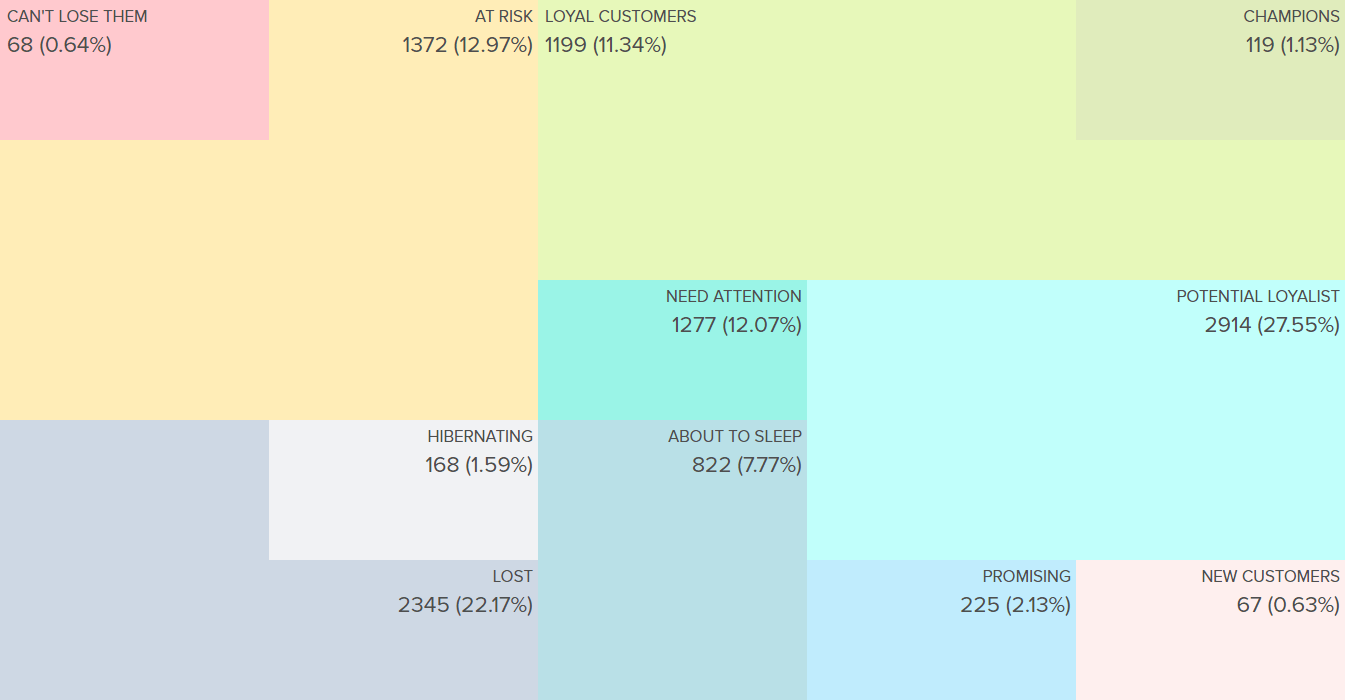 CAN'T LOSE THEM
68 (0.64%)
AT RISK
1372 (12.97%)
LOYAL CUSTOMERS
1199 (11.34%)
CHAMPIONS
119 (1.13%)
NEED ATTENTION
1277 (12.07%)
POTENTIAL LOYALIST
2914 (27.55%)
HIBERNATING
168 (1.59%)
ABOUT TO SLEEP
822 (7.77%)
LOST
2345 (22.17%)
PROMISING
225 (2.13%)
NEW CUSTOMERS
67 (0.63%)